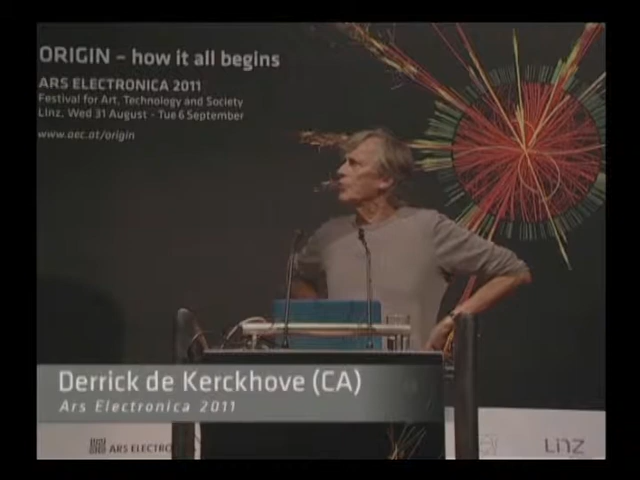 ORIGIN – how it all begins
ARS ELECTRONICA 2011
Festival for Art, Technology and Society
Linz, Wed 31 August - Tue 6 September
www.aec.at/origin
Derrick de Kerckhove (CA)
Ars Electronica 2011
ARS ELECTRO
LinZ